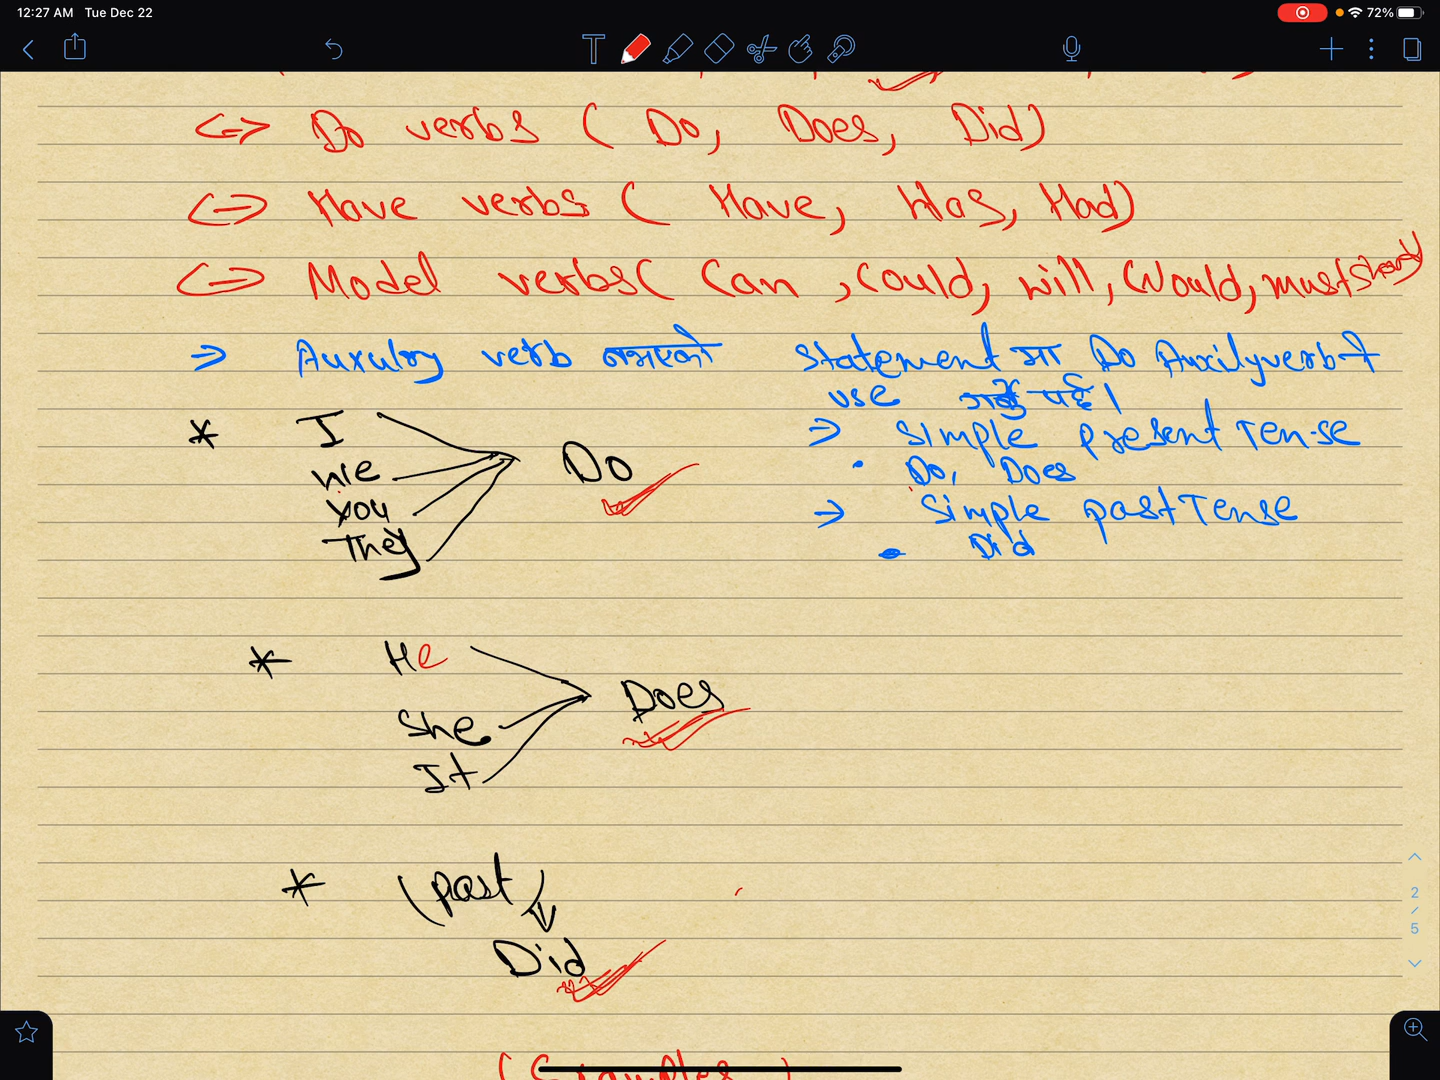 12:27 AM Tue Dec 22
72%
<-> Do verbs ( Do, Does, Did)
<-> Have verbs ( Have, Has, Had)
<-> Model verbs( Can , Could, will, Would, must
⇒ Auxulry verb नभएको statement मा Do Auxilyverb
use गर्नु पर्छ।
* I
we
you
They
Do
⇒ simple present Tense
• Do, Does
⇒ Simple past Tense
• Did
* He
She
It
Does
* (past)
Did
2
/
5
(Examples)